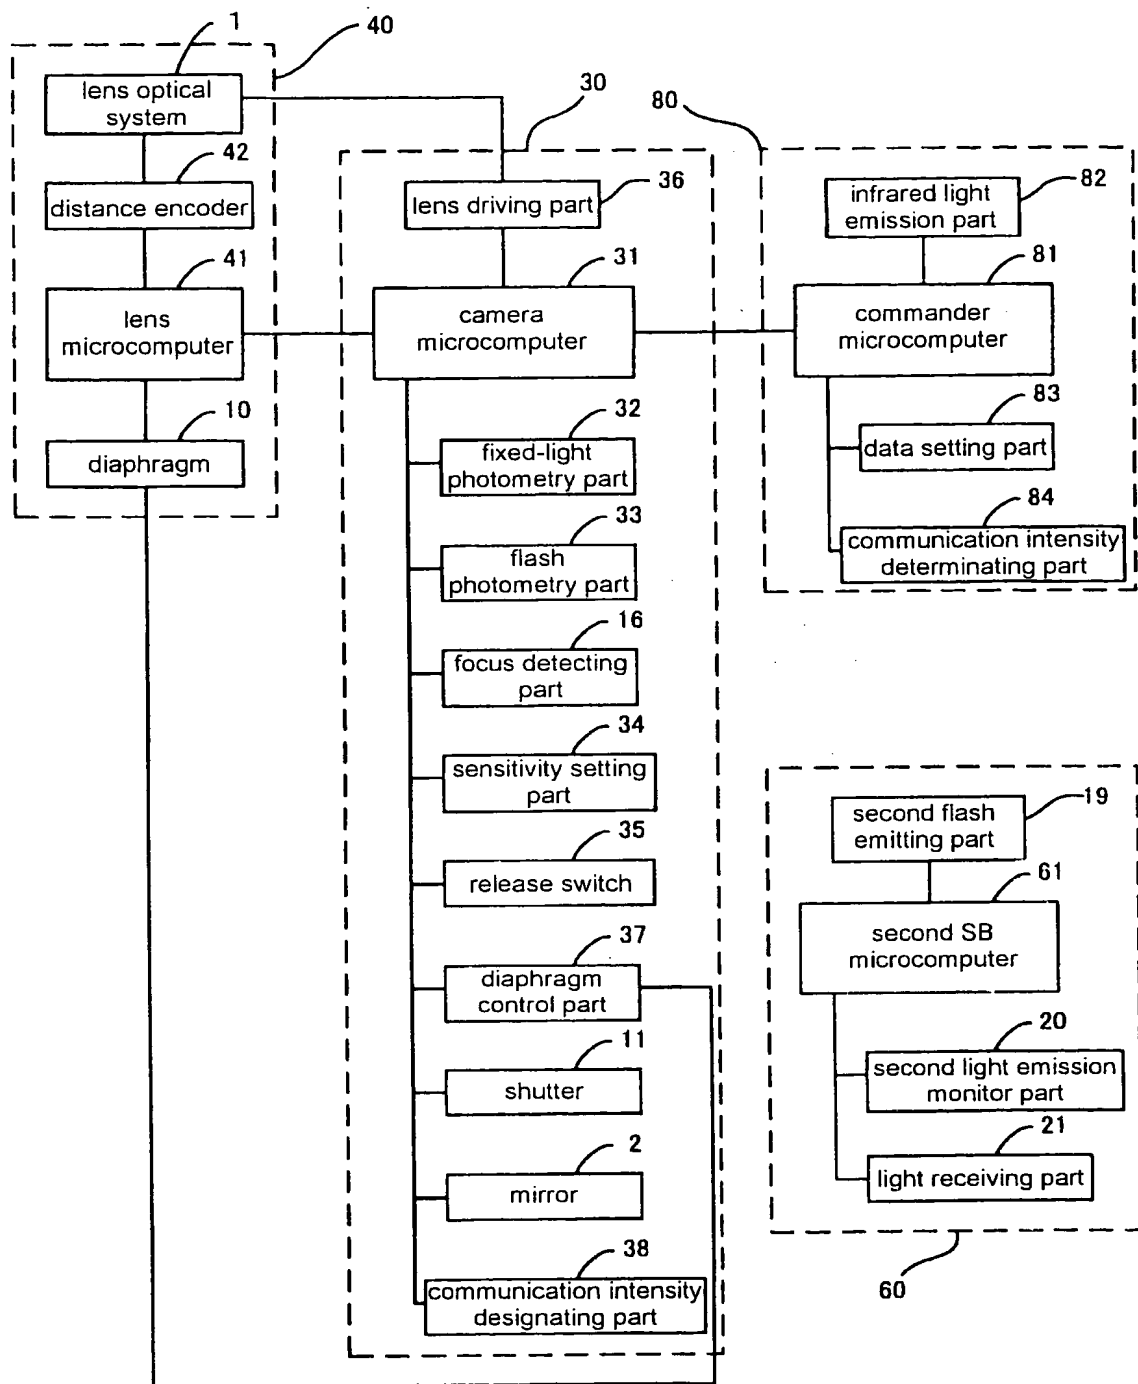 1
40
lens optical
system
42
distance encoder
41
lens
microcomputer
10
diaphragm
30
36
lens driving part
31
camera
microcomputer
32
fixed-light
photometry part
33
flash
photometry part
16
focus detecting
part
34
sensitivity setting
part
35
release switch
37
diaphragm
control part
11
shutter
2
mirror
38
communication intensity
designating part
80
82
infrared light
emission part
81
commander
microcomputer
83
data setting part
84
communication intensity
determinating part
19
second flash
emitting part
61
second SB
microcomputer
20
second light emission
monitor part
21
light receiving part
60